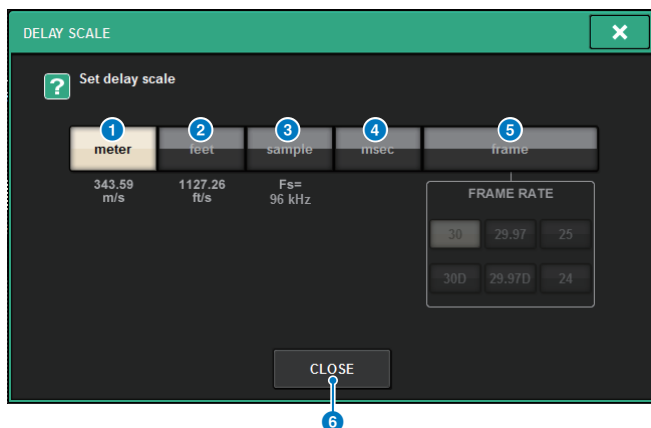 DELAY SCALE
? Set delay scale
1 2 3 4 5
meter feet sample msec frame
343.59 1127.26 Fs=
m/s ft/s 96 kHz
FRAME RATE
30 29.97 25
30D 29.97D 24
CLOSE
6